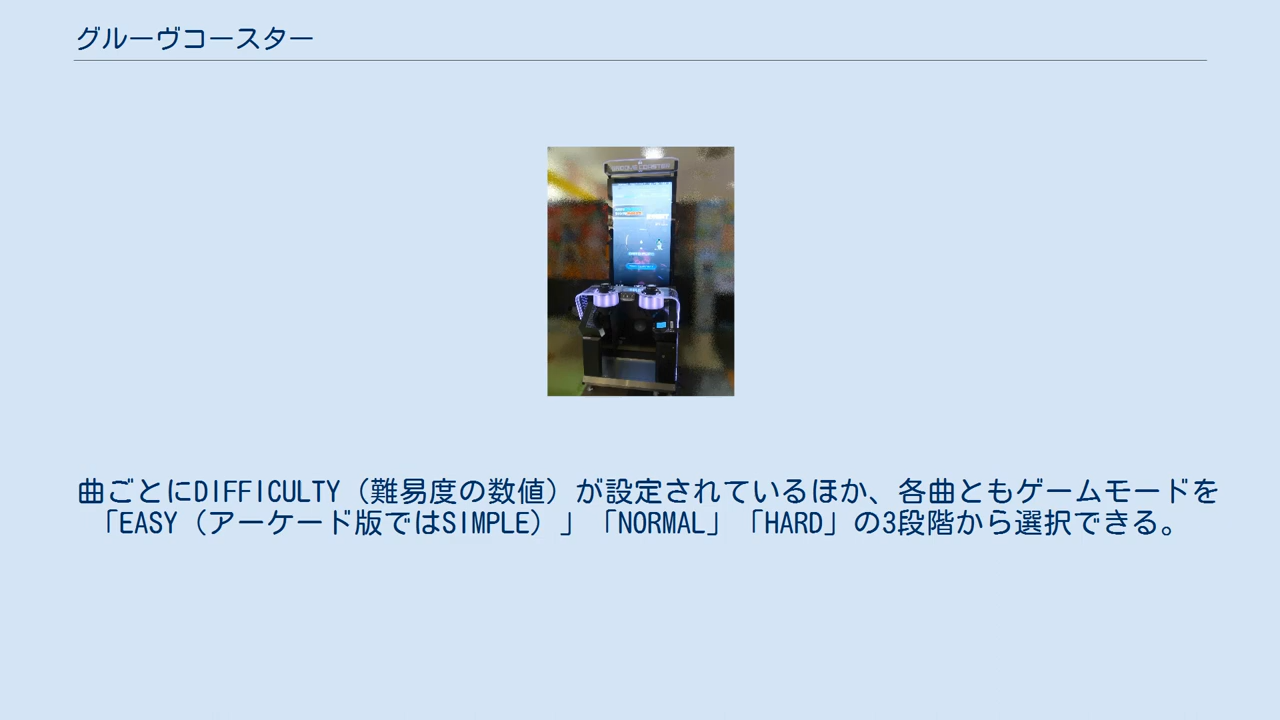 グルーヴコースター
曲ごとにDIFFICULTY（難易度の数値）が設定されているほか、各曲ともゲームモードを
「EASY（アーケード版ではSIMPLE）」「NORMAL」「HARD」の3段階から選択できる。